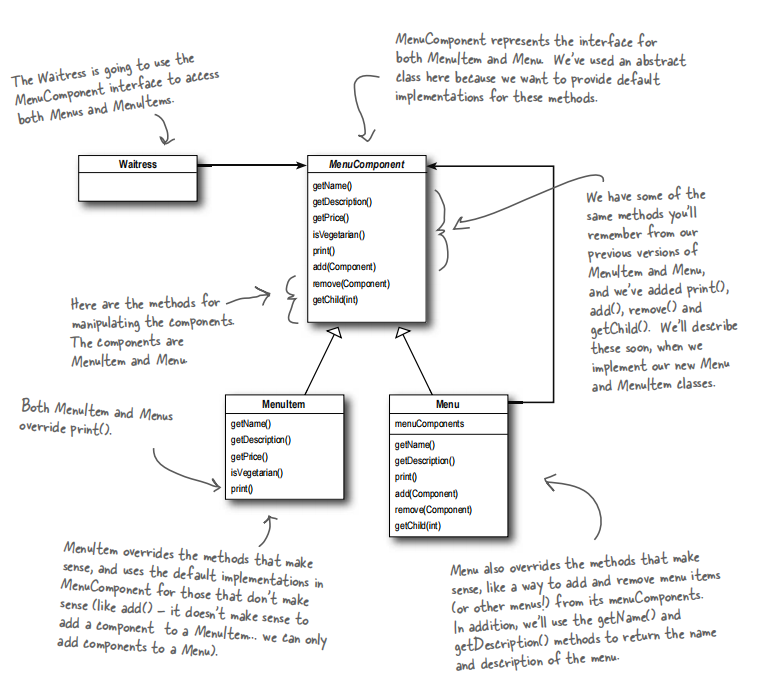 The Waitress is going to use the
MenuComponent interface to access
both Menus and MenuItems.
MenuComponent represents the interface for
both MenuItem and Menu. We've used an abstract
class here because we want to provide default
implementations for these methods.
Waitress
MenuComponent
getName()
getDescription()
getPrice()
isVegetarian()
print()
add(Component)
remove(Component)
getChild(int)
We have some of the
same methods you'll
remember from our
previous versions of
MenuItem and Menu,
and we've added print(),
add(), remove() and
getChild(). We'll describe
these soon, when we
implement our new Menu
and MenuItem classes.
Here are the methods for
manipulating the components.
The components are
MenuItem and Menu
Both MenuItem and Menus
override print().
MenuItem
getName()
getDescription()
getPrice()
isVegetarian()
print()
Menu
menuComponents
getName()
getDescription()
print()
add(Component)
remove(Component)
getChild(int)
MenuItem overrides the methods that make
sense, and uses the default implementations in
MenuComponent for those that don't make
sense (like add() – it doesn't make sense to
add a component to a MenuItem... we can only
add components to a Menu).
Menu also overrides the methods that make
sense, like a way to add and remove menu items
(or other menus!) from its menuComponents.
In addition, we'll use the getName() and
getDescription() methods to return the name
and description of the menu.